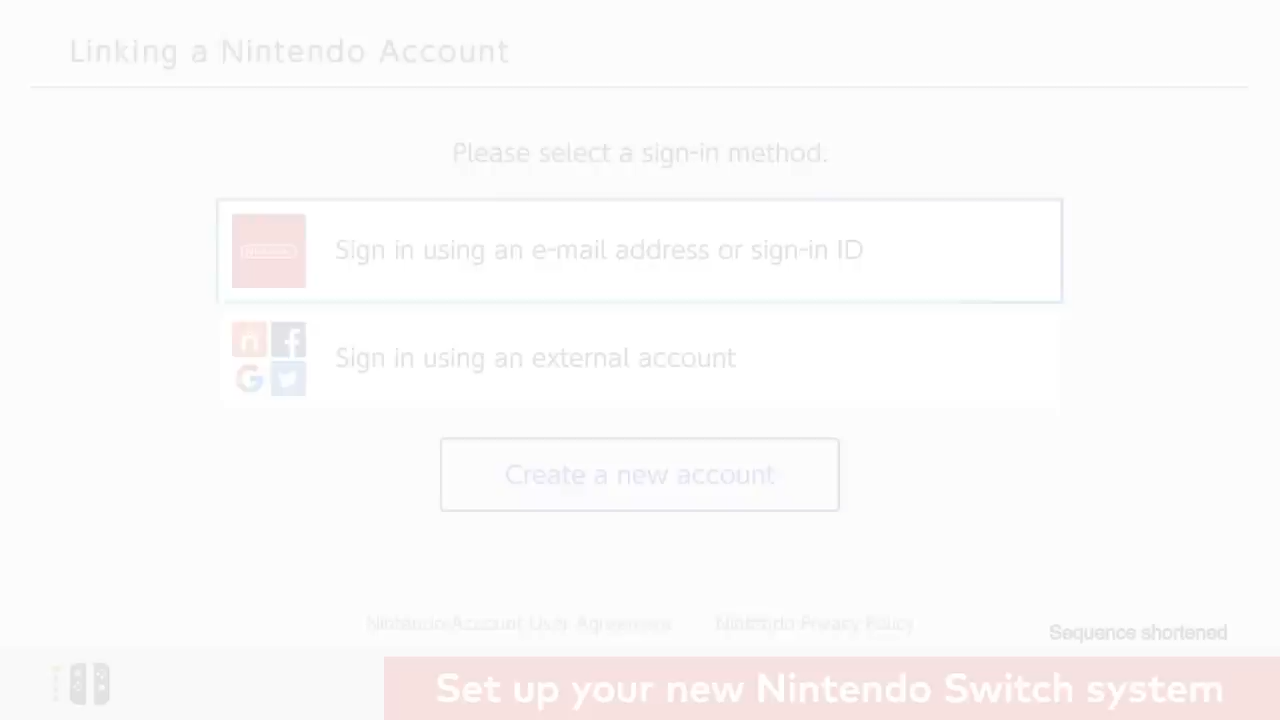 Linking a Nintendo Account
Please select a sign-in method.
Sign in using an e-mail address or sign-in ID
Sign in using an external account
Create a new account
Nintendo Account User Agreement
Nintendo Privacy Policy
Sequence shortened
Set up your new Nintendo Switch system